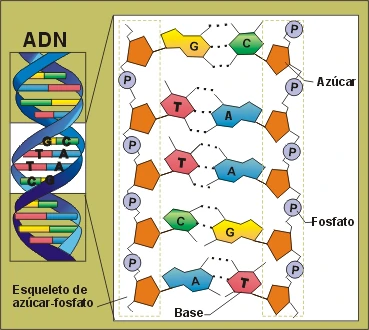 ADN
G C
T A
T A
C G
P
P
G C
Azúcar
P
P
T A
P
P
T A
P
P
Fosfato
C G
P
P
A T
Esqueleto de
azúcar-fosfato
Base